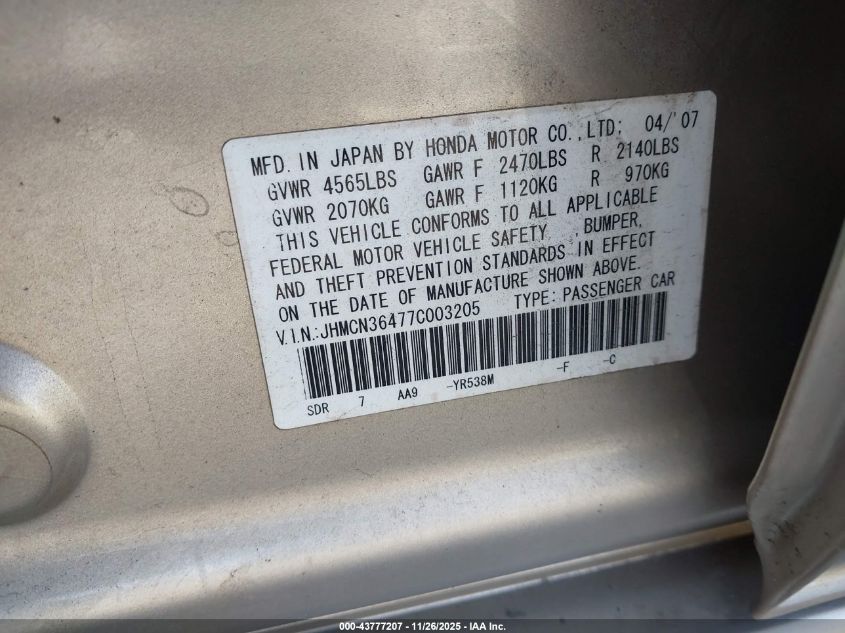 MFD. IN JAPAN BY HONDA MOTOR CO.,LTD; 04/'07
GVWR 4565LBS GAWR F 2470LBS R 2140LBS
GVWR 2070KG GAWR F 1120KG R 970KG
THIS VEHICLE CONFORMS TO ALL APPLICABLE
FEDERAL MOTOR VEHICLE SAFETY ,BUMPER,
AND THEFT PREVENTION STANDARDS IN EFFECT
ON THE DATE OF MANUFACTURE SHOWN ABOVE.
V.I.N.:JHMCN36477C003205 TYPE: PASSENGER CAR
SDR 7 AA9 -YR538M -F -C
000-43777207 | 11/26/2025 | IAA Inc.